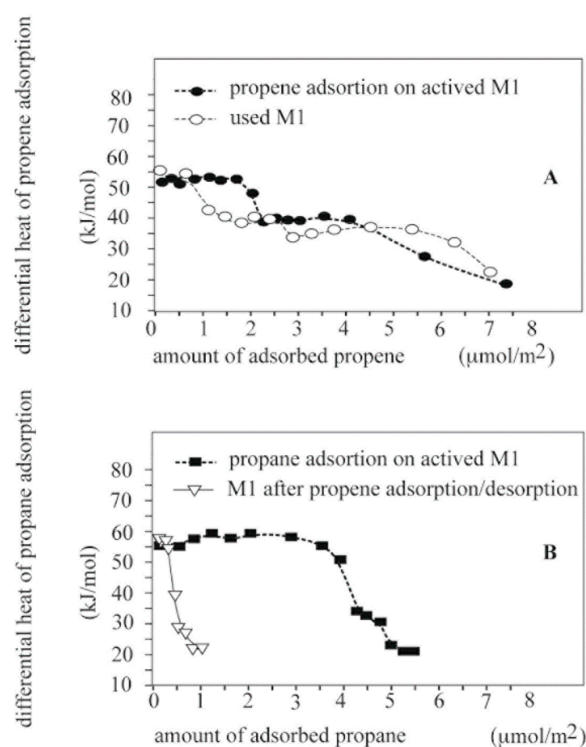 differential heat of propene adsorption
(kJ/mol)
80
70
60
50
40
30
20
10
propene adsortion on actived M1
used M1
A
0 1 2 3 4 5 6 7 8
amount of adsorbed propene (μmol/m²)
differential heat of propane adsorption
(kJ/mol)
80
70
60
50
40
30
20
10
propane adsortion on actived M1
M1 after propene adsorption/desorption
B
0 1 2 3 4 5 6 7 8
amount of adsorbed propane (μmol/m²)